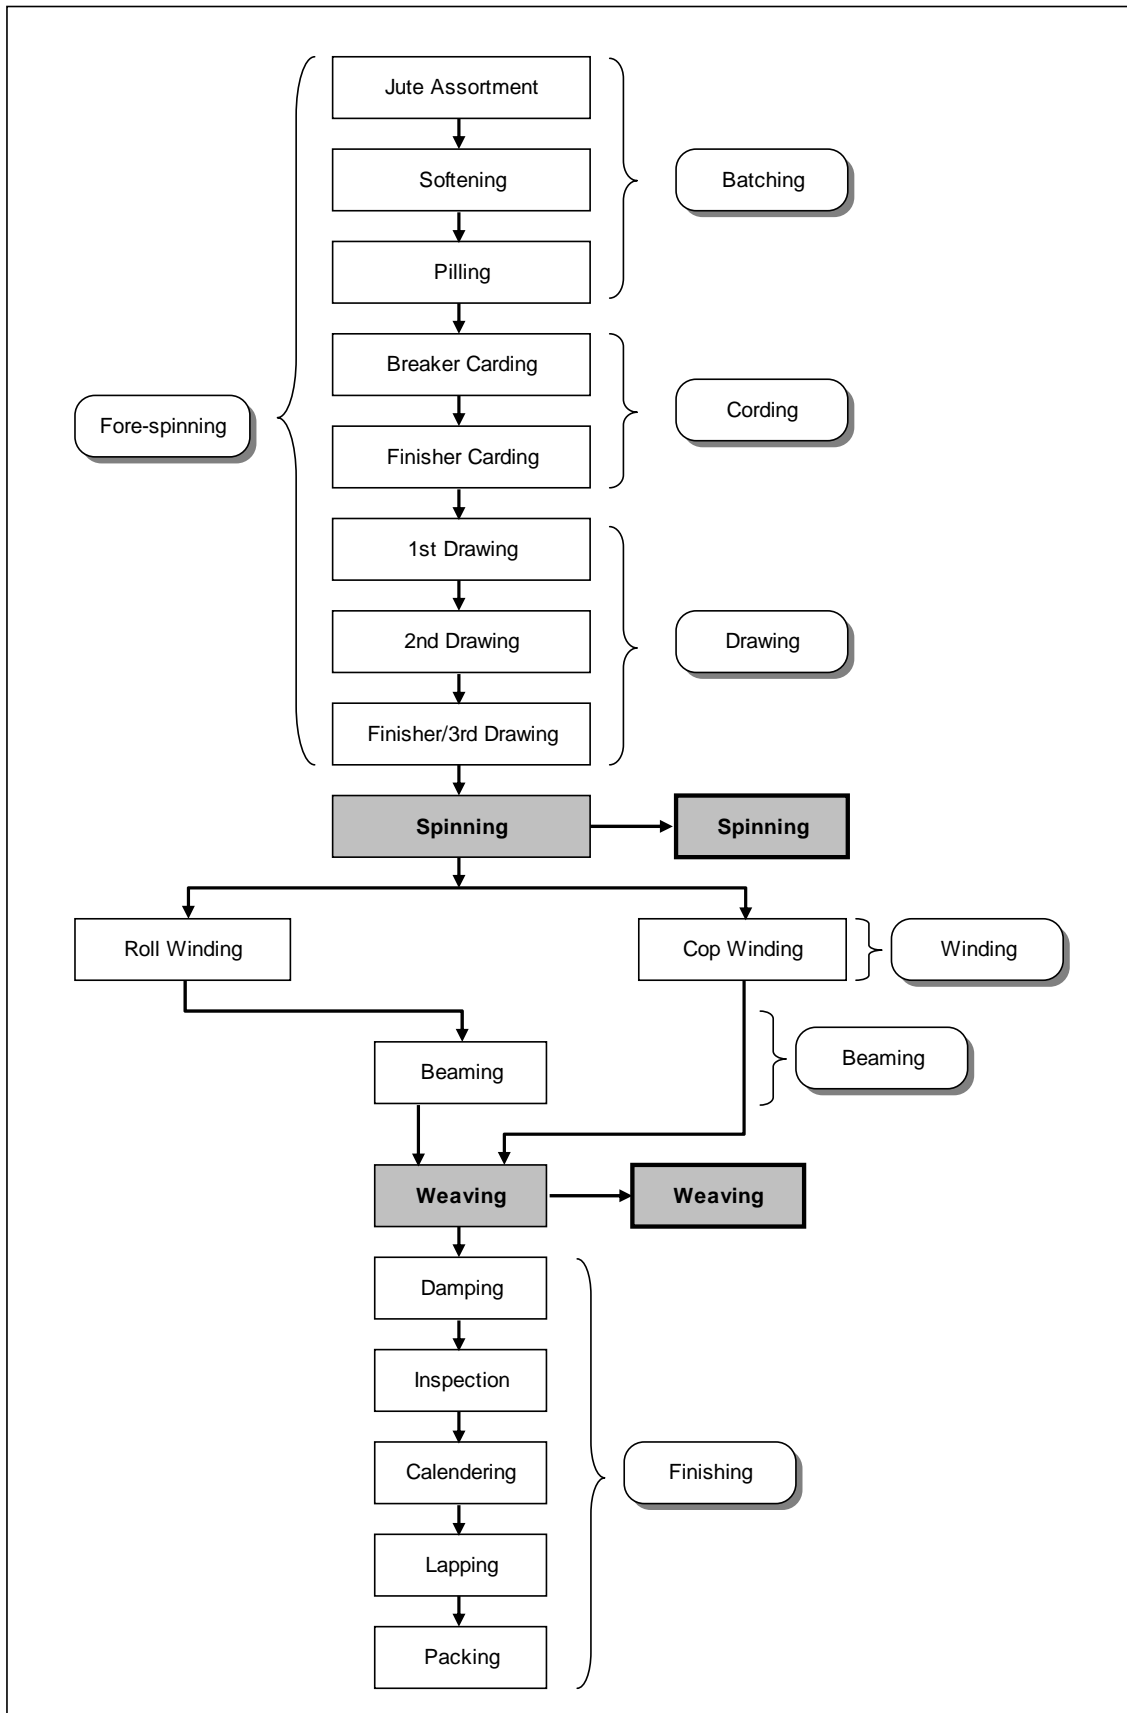 Jute Assortment
Softening
Batching
Pilling
Breaker Carding
Cording
Fore-spinning
Finisher Carding
1st Drawing
2nd Drawing
Drawing
Finisher/3rd Drawing
Spinning
Spinning
Roll Winding
Cop Winding
Winding
Beaming
Beaming
Weaving
Weaving
Damping
Inspection
Calendering
Finishing
Lapping
Packing